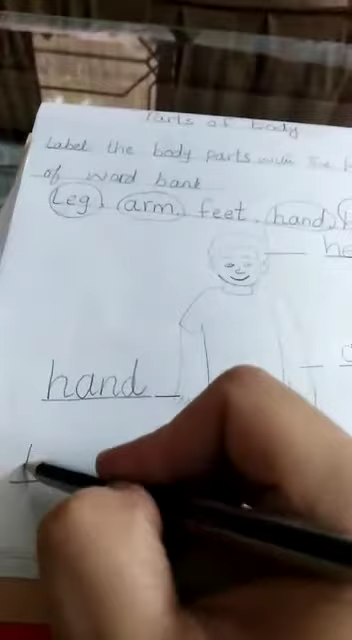 Parts of body
Label the body parts with the
of word bank
Leg, arm, feet, hand,
he
hand